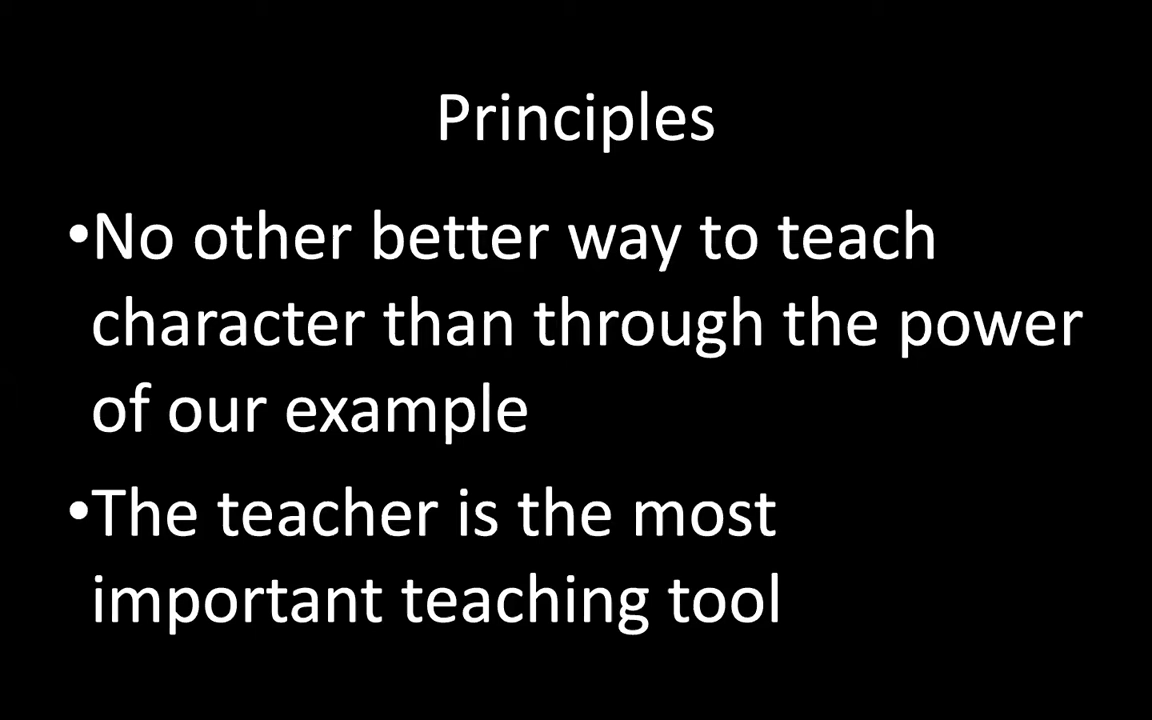 Principles
•No other better way to teach
character than through the power
of our example
•The teacher is the most
important teaching tool